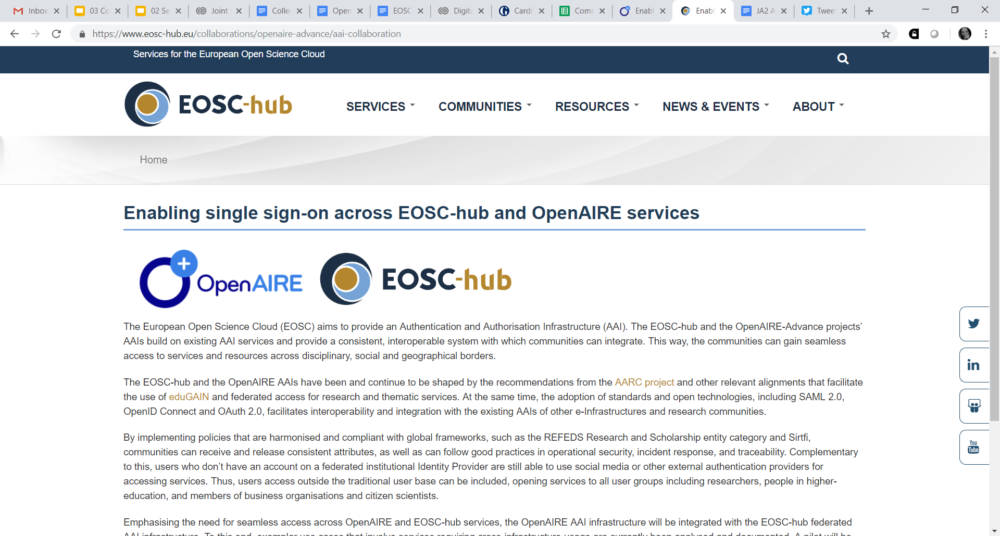 Inbox
03 Co
02 Se
Joint
Colle
Open
EOSC
Digit
Cardi
Comr
Enabl
Enabl
JA2 A
Twee
https://www.eosc-hub.eu/collaborations/openaire-advance/aai-collaboration
Services for the European Open Science Cloud
EOSC-hub
SERVICES
COMMUNITIES
RESOURCES
NEWS & EVENTS
ABOUT
Home
Enabling single sign-on across EOSC-hub and OpenAIRE services
OpenAIRE
EOSC-hub
The European Open Science Cloud (EOSC) aims to provide an Authentication and Authorisation Infrastructure (AAI). The EOSC-hub and the OpenAIRE-Advance projects’
AAIs build on existing AAI services and provide a consistent, interoperable system with which communities can integrate. This way, the communities can gain seamless
access to services and resources across disciplinary, social and geographical borders.
The EOSC-hub and the OpenAIRE AAIs have been and continue to be shaped by the recommendations from the AARC project and other relevant alignments that facilitate
the use of eduGAIN and federated access for research and thematic services. At the same time, the adoption of standards and open technologies, including SAML 2.0,
OpenID Connect and OAuth 2.0, facilitates interoperability and integration with the existing AAIs of other e-Infrastructures and research communities.
By implementing policies that are harmonised and compliant with global frameworks, such as the REFEDS Research and Scholarship entity category and Sirtfi,
communities can receive and release consistent attributes, as well as can follow good practices in operational security, incident response, and traceability. Complementary
to this, users who don’t have an account on a federated institutional Identity Provider are still able to use social media or other external authentication providers for
accessing services. Thus, users access outside the traditional user base can be included, opening services to all user groups including researchers, people in higher-
education, and members of business organisations and citizen scientists.
Emphasising the need for seamless access across OpenAIRE and EOSC-hub services, the OpenAIRE AAI infrastructure will be integrated with the EOSC-hub federated
in
You
Tube